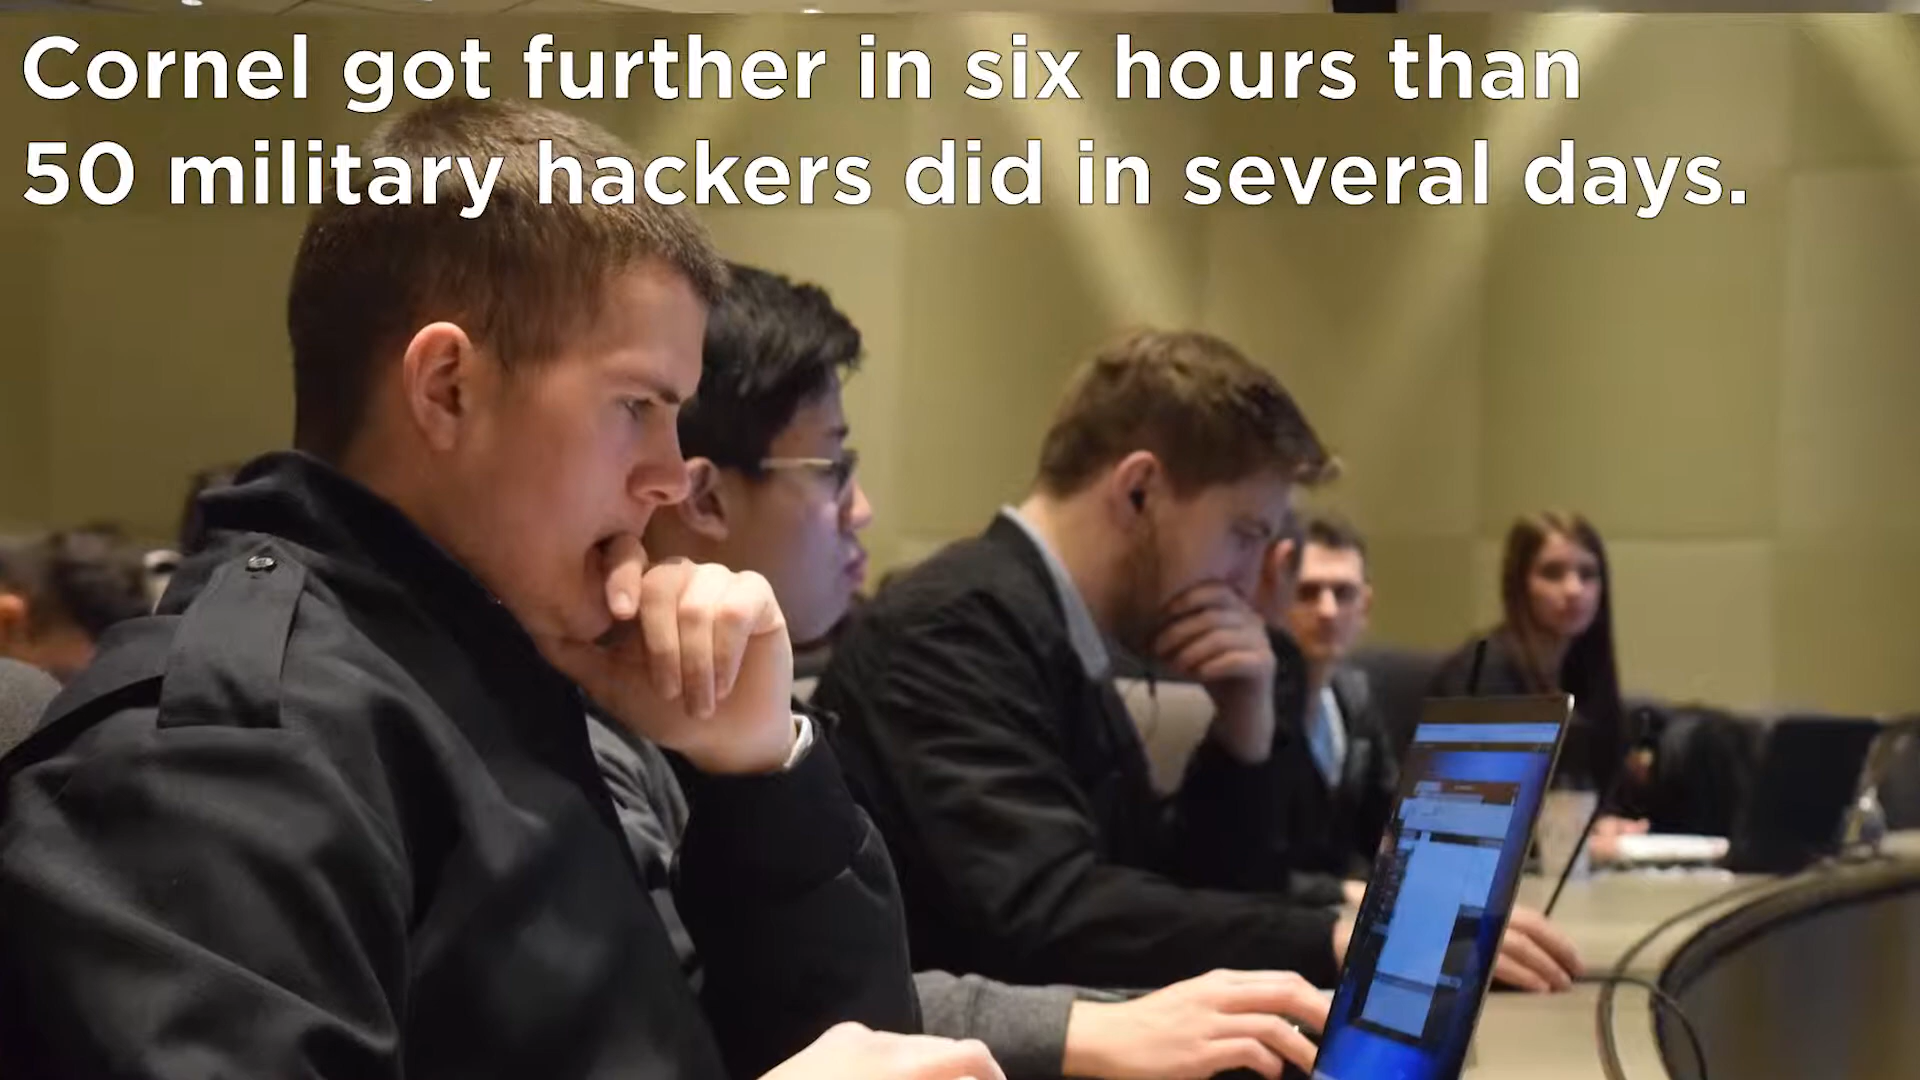 Cornel got further in six hours than
50 military hackers did in several days.